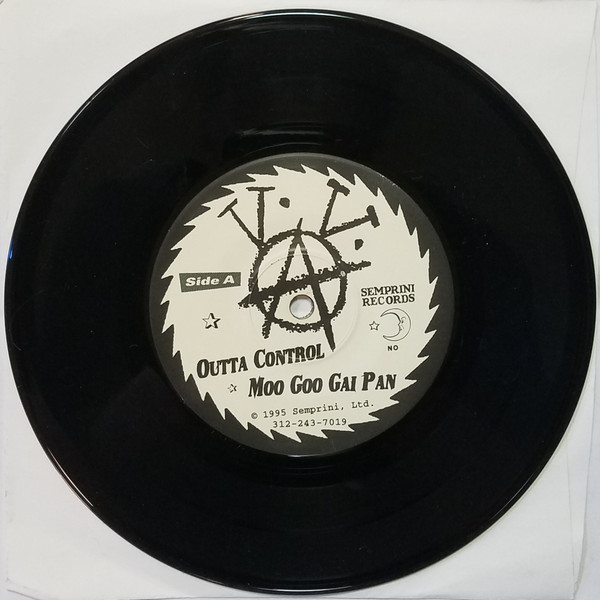 V.I.
A.
Side A
SEMPRINI
RECORDS
NO
OUTTA CONTROL
MOO GOO GAI PAN
© 1995 Semprini, Ltd.
312-243-7019